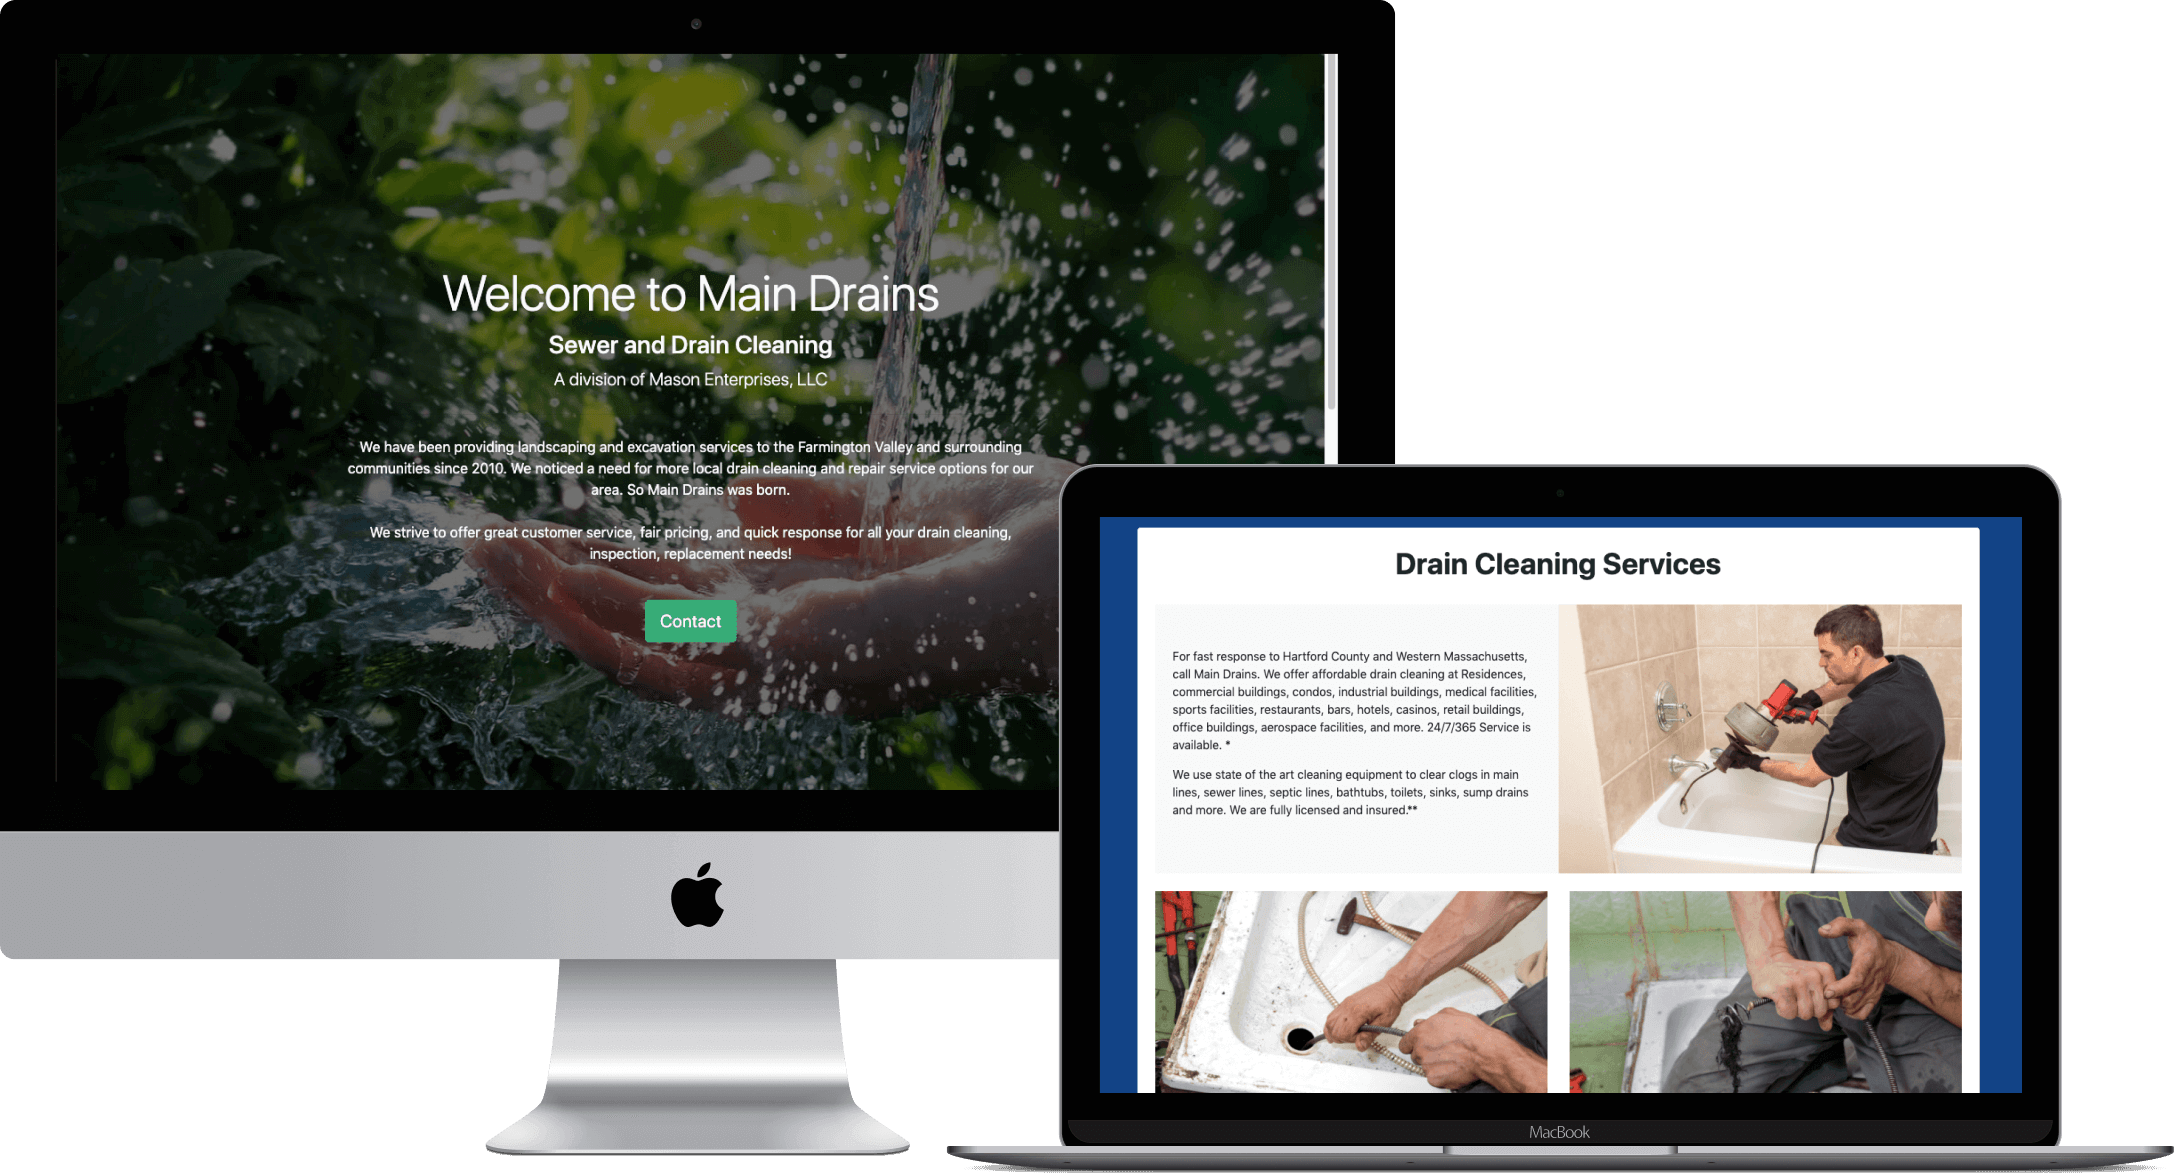 Welcome to Main Drains
Sewer and Drain Cleaning
A division of Mason Enterprises, LLC
We have been providing landscaping and excavation services to the Farmington Valley and surrounding
communities since 2010. We noticed a need for more local drain cleaning and repair service options for our
area. So Main Drains was born.
We strive to offer great customer service, fair pricing, and quick response for all your drain cleaning,
inspection, replacement needs!
Contact
Drain Cleaning Services
For fast response to Hartford County and Western Massachusetts,
call Main Drains. We offer affordable drain cleaning at Residences,
commercial buildings, condos, industrial buildings, medical facilities,
sports facilities, restaurants, bars, hotels, casinos, retail buildings,
office buildings, aerospace facilities, and more. 24/7/365 Service is
available. *
We use state of the art cleaning equipment to clear clogs in main
lines, sewer lines, septic lines, bathtubs, toilets, sinks, sump drains
and more. We are fully licensed and insured.**
MacBook